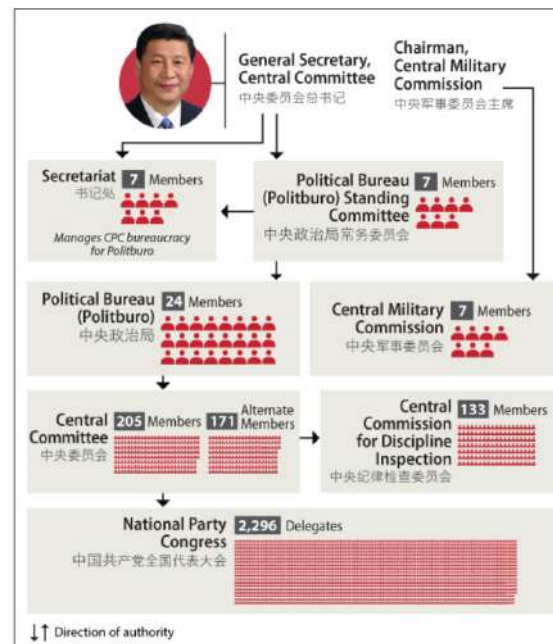 General Secretary,
Central Committee
中央委员会总书记
Chairman,
Central Military
Commission
中央军事委员会主席
Secretariat
书记处
7 Members
Manages CPC bureaucracy
for Politburo
Political Bureau
(Politburo) Standing
Committee
中央政治局常务委员会
7 Members
Political Bureau
(Politburo)
中央政治局
24 Members
Central Military
Commission
中央军事委员会
7 Members
Central
Committee
中央委员会
205 Members
171 Alternate
Members
Central
Commission
for Discipline
Inspection
中央纪律检查委员会
133 Members
National Party
Congress
中国共产党全国代表大会
2,296 Delegates
↓↑ Direction of authority